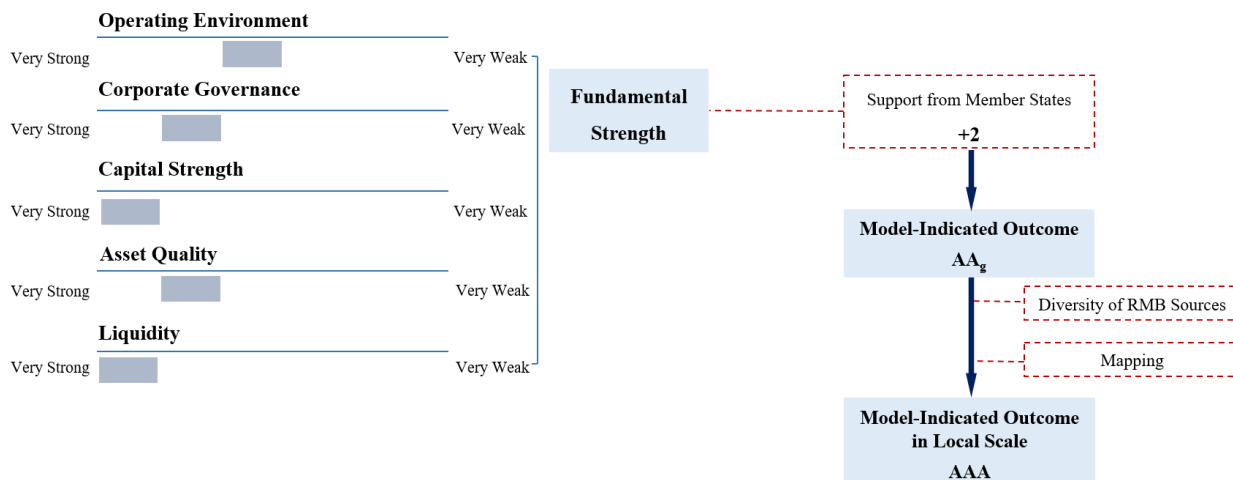 Operating Environment
Very Strong
Very Weak
Corporate Governance
Very Strong
Very Weak
Capital Strength
Very Strong
Very Weak
Asset Quality
Very Strong
Very Weak
Liquidity
Very Strong
Very Weak
Fundamental
Strength
Support from Member States
+2
Model-Indicated Outcome
AAg
Diversity of RMB Sources
Mapping
Model-Indicated Outcome
in Local Scale
AAA